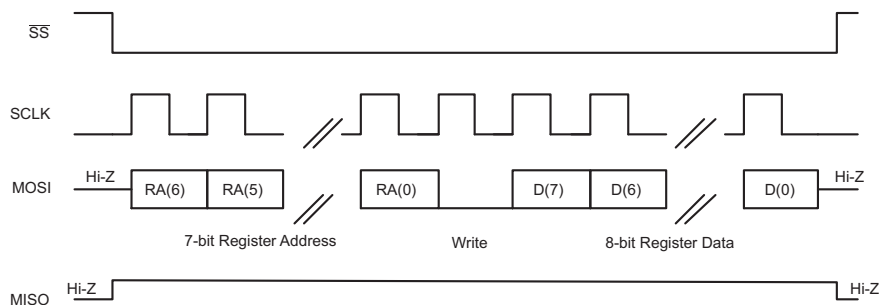 SS
SCLK
MOSI
Hi-Z
RA(6)
RA(5)
RA(0)
D(7)
D(6)
D(0)
Hi-Z
7-bit Register Address
Write
8-bit Register Data
MISO
Hi-Z
Hi-Z